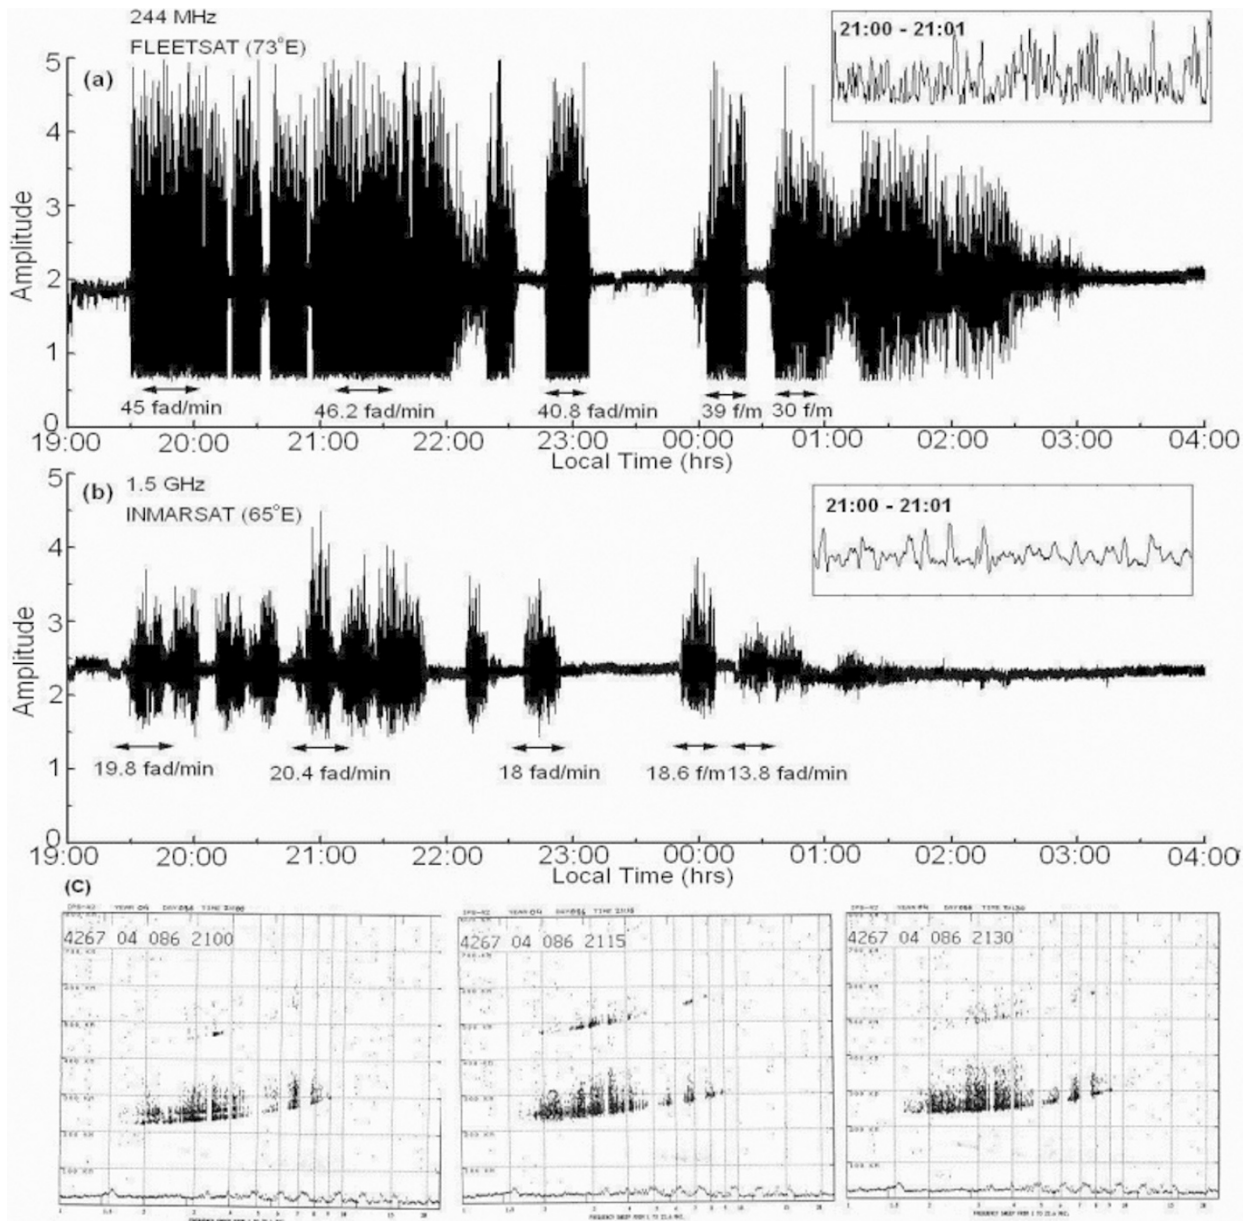 244 MHz
FLEETSAT (73°E)
21:00 - 21:01
(a)
5
4
3
2
1
0
Amplitude
45 fad/min
46.2 fad/min
40.8 fad/min
39 f/m
30 f/m
19:00 20:00 21:00 22:00 23:00 00:00 01:00 02:00 03:00 04:00
Local Time (hrs)
(b)
1.5 GHz
INMARSAT (65°E)
21:00 - 21:01
5
4
3
2
1
0
Amplitude
19.8 fad/min
20.4 fad/min
18 fad/min
18.6 f/m
13.8 fad/min
19:00 20:00 21:00 22:00 23:00 00:00 01:00 02:00 03:00 04:00
Local Time (hrs)
(C)
4267 04 086 2100
4267 04 086 2115
4267 04 086 2130